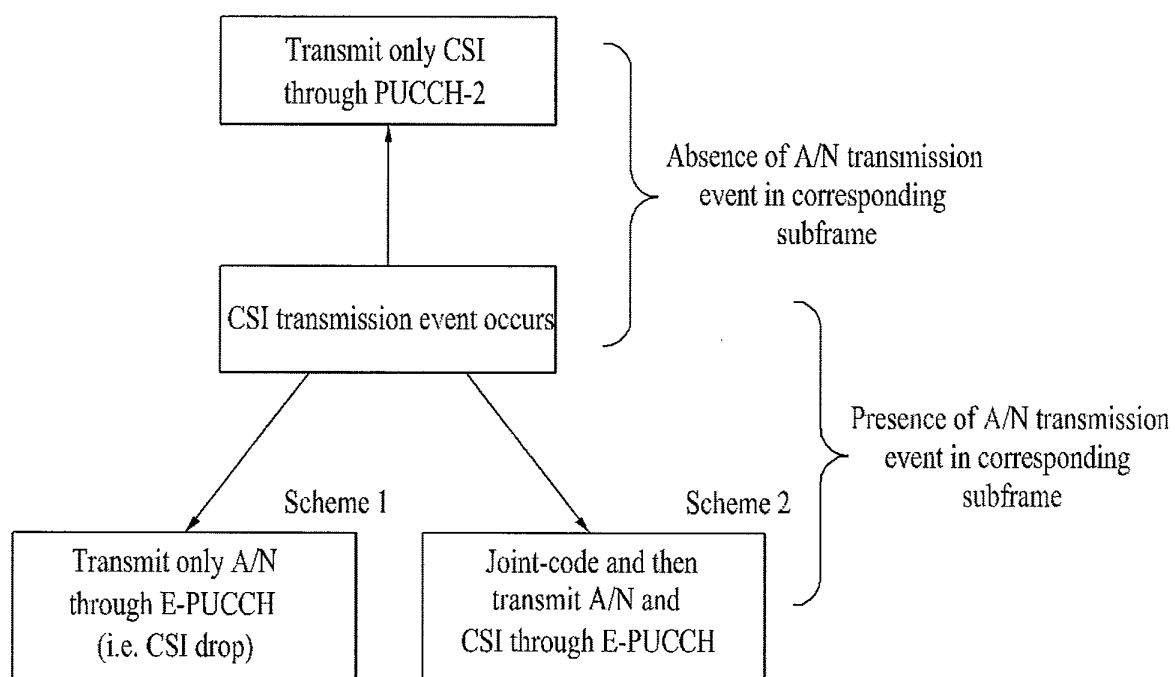 Transmit only CSI
through PUCCH-2
Absence of A/N transmission
event in corresponding
subframe
CSI transmission event occurs
Presence of A/N transmission
event in corresponding
subframe
Scheme 1
Scheme 2
Transmit only A/N
through E-PUCCH
(i.e. CSI drop)
Joint-code and then
transmit A/N and
CSI through E-PUCCH